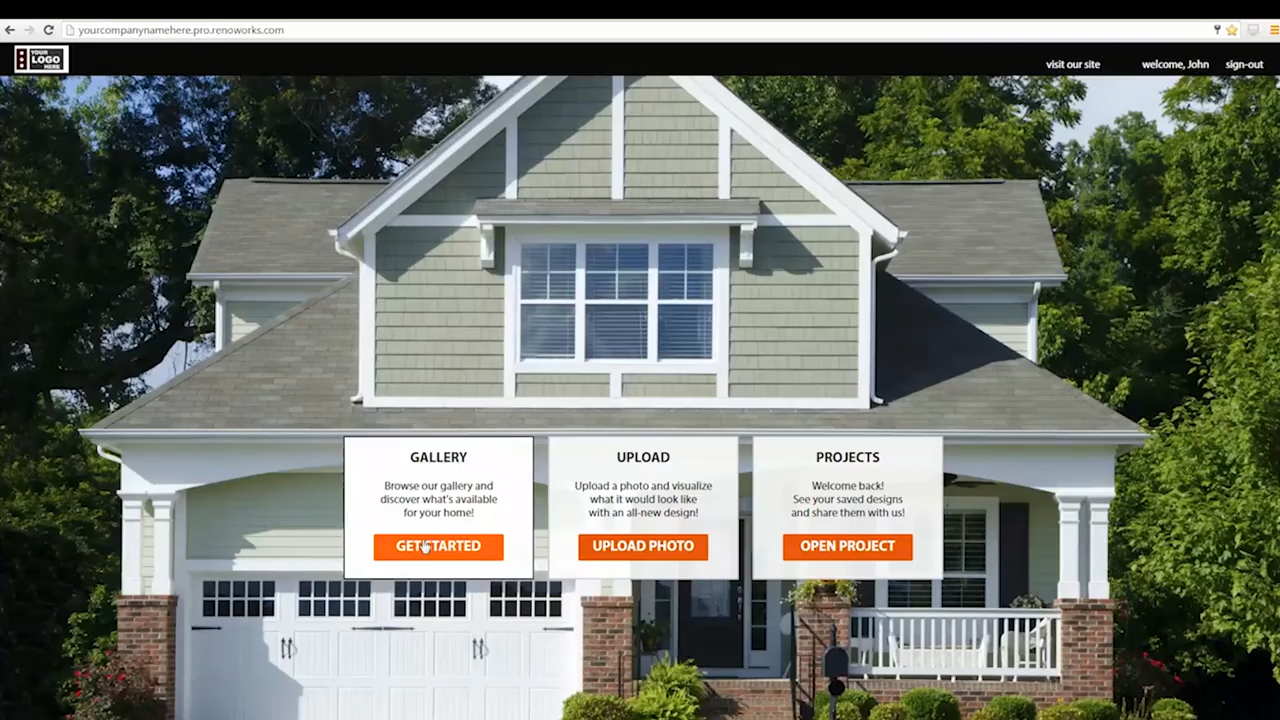 yourcompanynamehere.pro.renoworks.com
YOUR
LOGO
HERE
visit our site
welcome, John
sign-out
GALLERY
Browse our gallery and
discover what's available
for your home!
GET STARTED
UPLOAD
Upload a photo and visualize
what it would look like
with an all-new design!
UPLOAD PHOTO
PROJECTS
Welcome back!
See your saved designs
and share them with us!
OPEN PROJECT